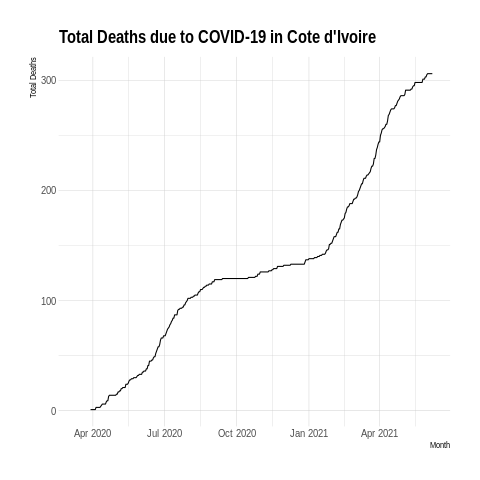 Total Deaths due to COVID-19 in Cote d'Ivoire
Total Deaths
300
200
100
0
Apr 2020 Jul 2020 Oct 2020 Jan 2021 Apr 2021
Month